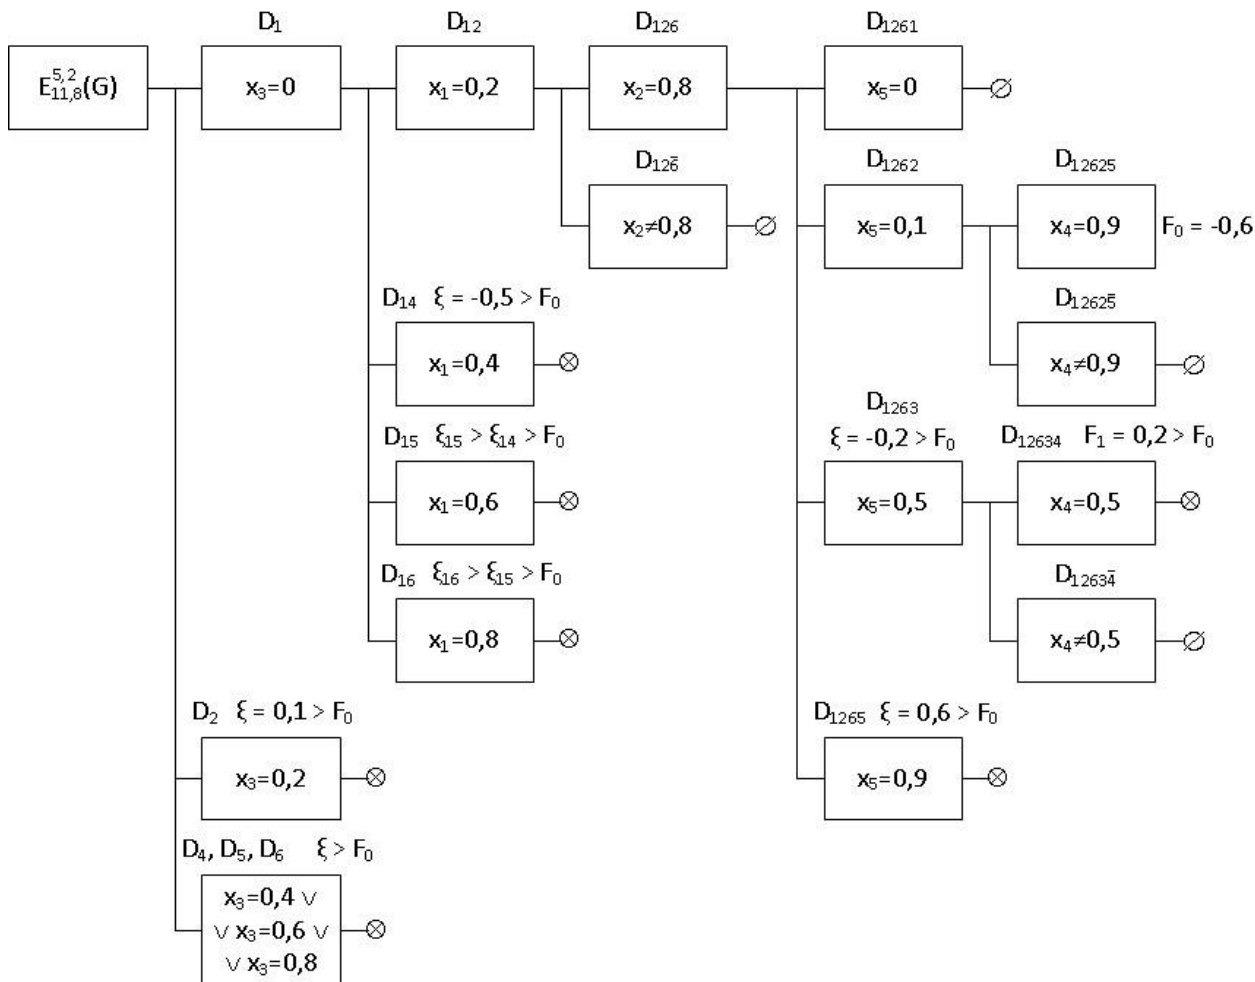 D₁ D₁₂ D₁₂₆ D₁₂₆₁
E₁₁,₈⁵,²(G) x₃=0 x₁=0,2 x₂=0,8 x₅=0 ∅
D₁₂₆̄ D₁₂₆₂ D₁₂₆₂₅
x₂≠0,8 ∅ x₅=0,1 x₄=0,9 F₀ = -0,6
D₁₄ ξ = -0,5 > F₀ D₁₂₆₂₅̄
x₁=0,4 ⊗ x₄≠0,9 ∅
D₁₂₆₃
D₁₅ ξ₁₅ > ξ₁₄ > F₀ ξ = -0,2 > F₀ D₁₂₆₃₄ F₁ = 0,2 > F₀
x₁=0,6 ⊗ x₅=0,5 x₄=0,5 ⊗
D₁₆ ξ₁₆ > ξ₁₅ > F₀ D₁₂₆₃₄̄
x₁=0,8 ⊗ x₄≠0,5 ∅
D₂ ξ = 0,1 > F₀ D₁₂₆₅ ξ = 0,6 > F₀
x₃=0,2 ⊗ x₅=0,9 ⊗
D₄, D₅, D₆ ξ > F₀
x₃=0,4 ∨
∨ x₃=0,6 ∨ ⊗
∨ x₃=0,8